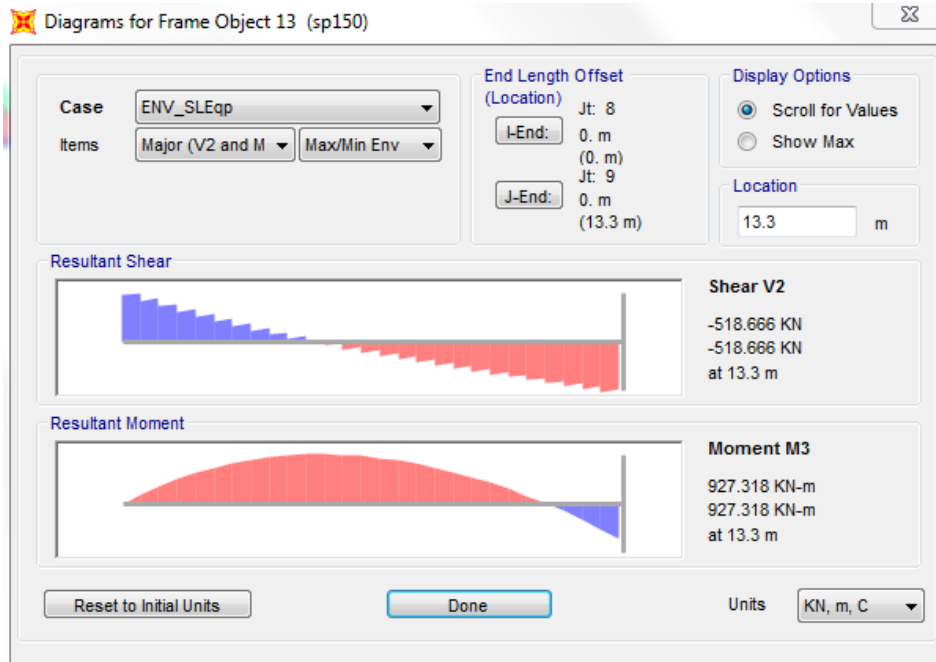 Diagrams for Frame Object 13 (sp150)
Case
ENV_SLEqp
Items
Major (V2 and M
Max/Min Env
End Length Offset
(Location)
I-End:
Jt: 8
0. m
(0. m)
J-End:
Jt: 9
0. m
(13.3 m)
Display Options
Scroll for Values
Show Max
Location
13.3
m
Resultant Shear
Shear V2
-518.666 KN
-518.666 KN
at 13.3 m
Resultant Moment
Moment M3
927.318 KN-m
927.318 KN-m
at 13.3 m
Reset to Initial Units
Done
Units
KN, m, C